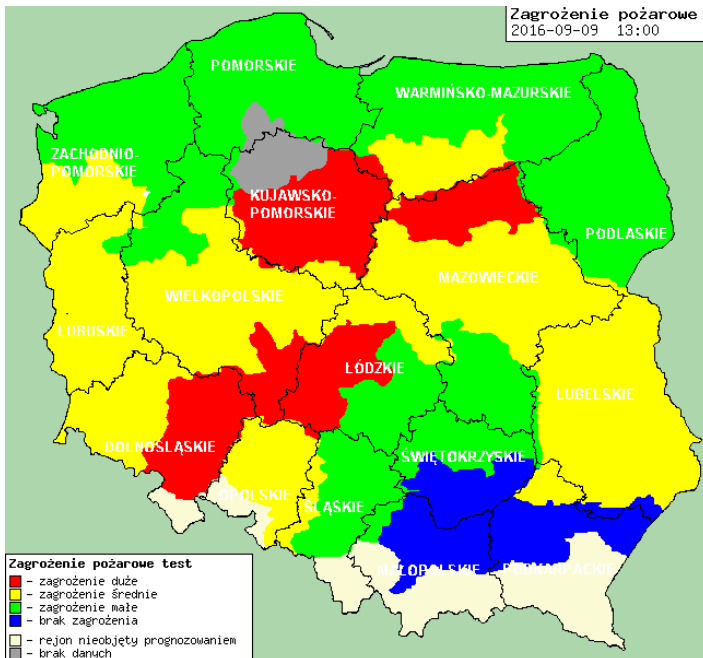 Zagrożenie pożarowe
2016-09-09 13:00
POMORSKIE
WARMIŃSKO-MAZURSKIE
ZACHODNIO-
POMORSKIE
KUJAWSKO-
POMORSKIE
PODLASKIE
MAZOWIECKIE
WIELKOPOLSKIE
LUBUSKIE
ŁÓDZKIE
LUBELSKIE
DOLNOŚLĄSKIE
ŚWIĘTOKRZYSKIE
OPOLSKIE
ŚLĄSKIE
MAŁOPOLSKIE
PODKARPACKIE
Zagrożenie pożarowe test
- zagrożenie duże
- zagrożenie średnie
- zagrożenie małe
- brak zagrożenia
- rejon nieobjęty prognozowaniem
- brak danych